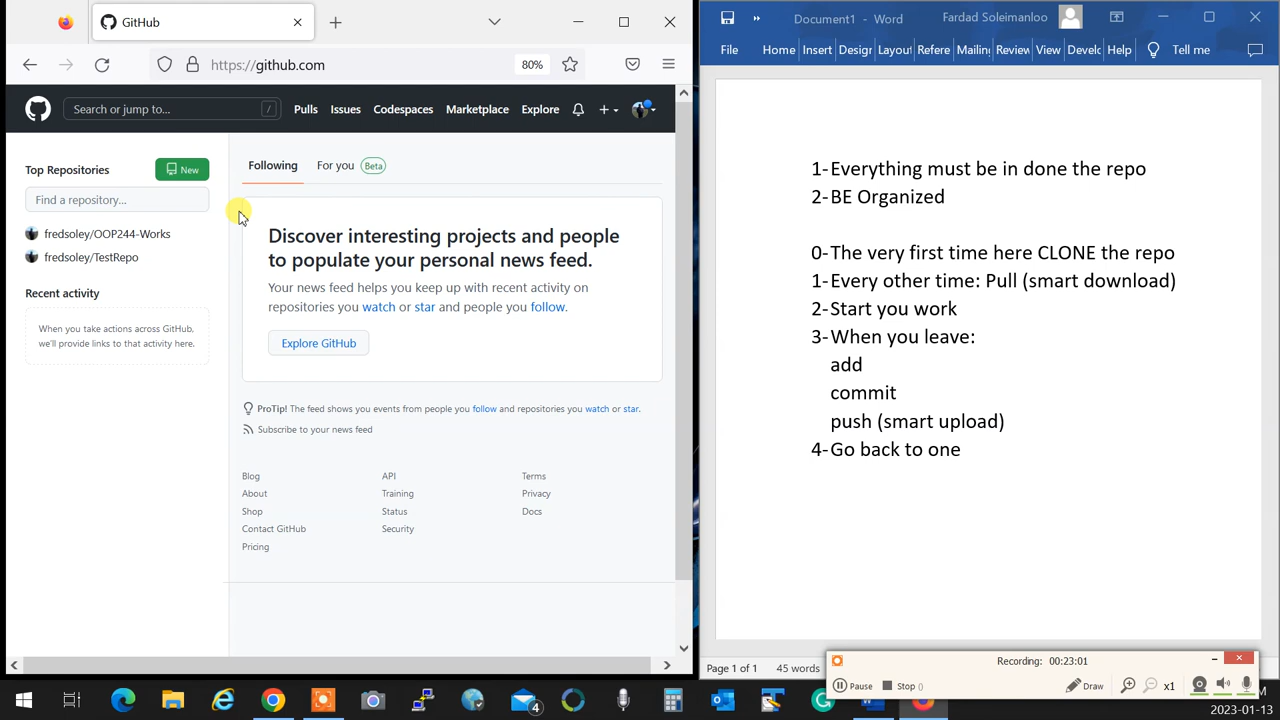 GitHub
https://github.com
80%
Search or jump to...
/
Pulls
Issues
Codespaces
Marketplace
Explore
Top Repositories
New
Find a repository...
fredsoley/OOP244-Works
fredsoley/TestRepo
Recent activity
When you take actions across GitHub,
we'll provide links to that activity here.
Following
For you
Beta
Discover interesting projects and people
to populate your personal news feed.
Your news feed helps you keep up with recent activity on
repositories you watch or star and people you follow.
Explore GitHub
ProTip! The feed shows you events from people you follow and repositories you watch or star.
Subscribe to your news feed
Blog
API
Terms
About
Training
Privacy
Shop
Status
Docs
Contact GitHub
Security
Pricing
Document1 - Word
Fardad Soleimanloo
File
Home
Insert
Desigr
Layou
Refere
Mailin
Review
View
Develc
Help
Tell me
1-Everything must be in done the repo
2-BE Organized
0-The very first time here CLONE the repo
1-Every other time: Pull (smart download)
2-Start you work
3-When you leave:
add
commit
push (smart upload)
4-Go back to one
Page 1 of 1
45 words
Recording: 00:23:01
Pause
Stop ()
Draw
x1
4
2023-01-13